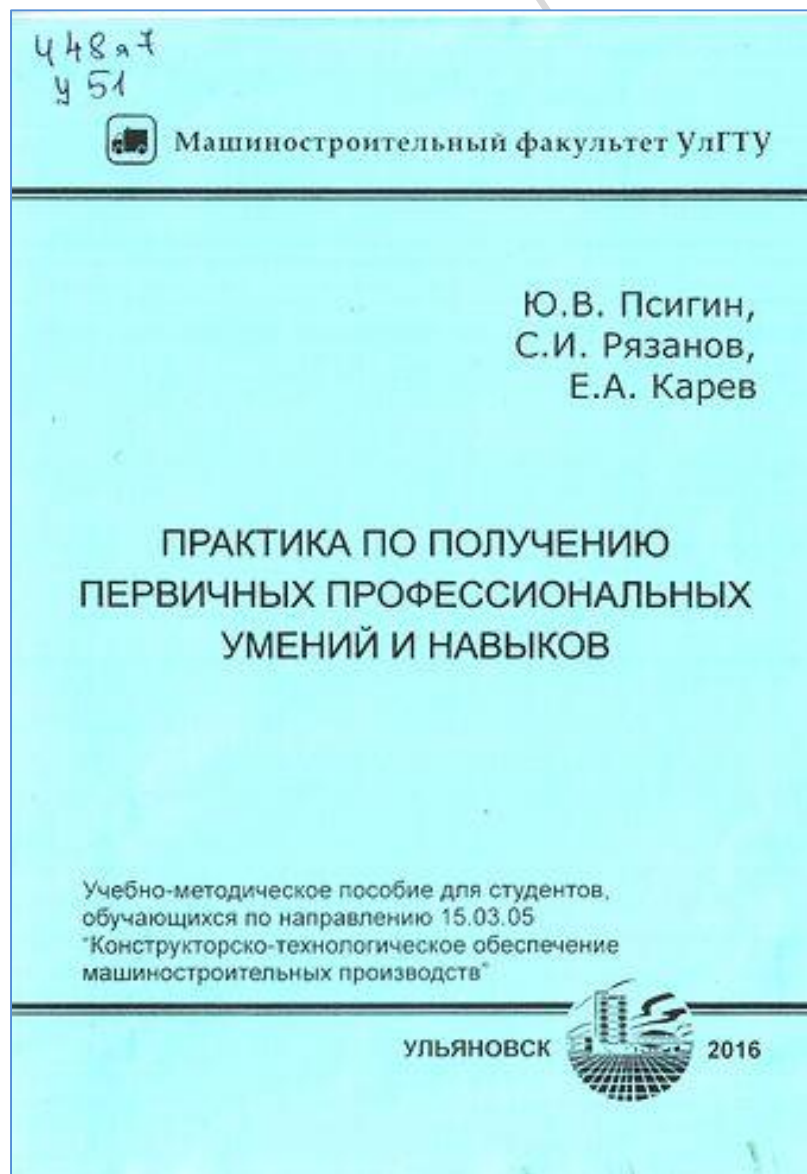 Ч48я7
У51
Машиностроительный факультет УлГТУ
Ю.В. Псигин,
С.И. Рязанов,
Е.А. Карев
ПРАКТИКА ПО ПОЛУЧЕНИЮ
ПЕРВИЧНЫХ ПРОФЕССИОНАЛЬНЫХ
УМЕНИЙ И НАВЫКОВ
Учебно-методическое пособие для студентов,
обучающихся по направлению 15.03.05
"Конструкторско-технологическое обеспечение
машиностроительных производств"
УЛЬЯНОВСК 2016